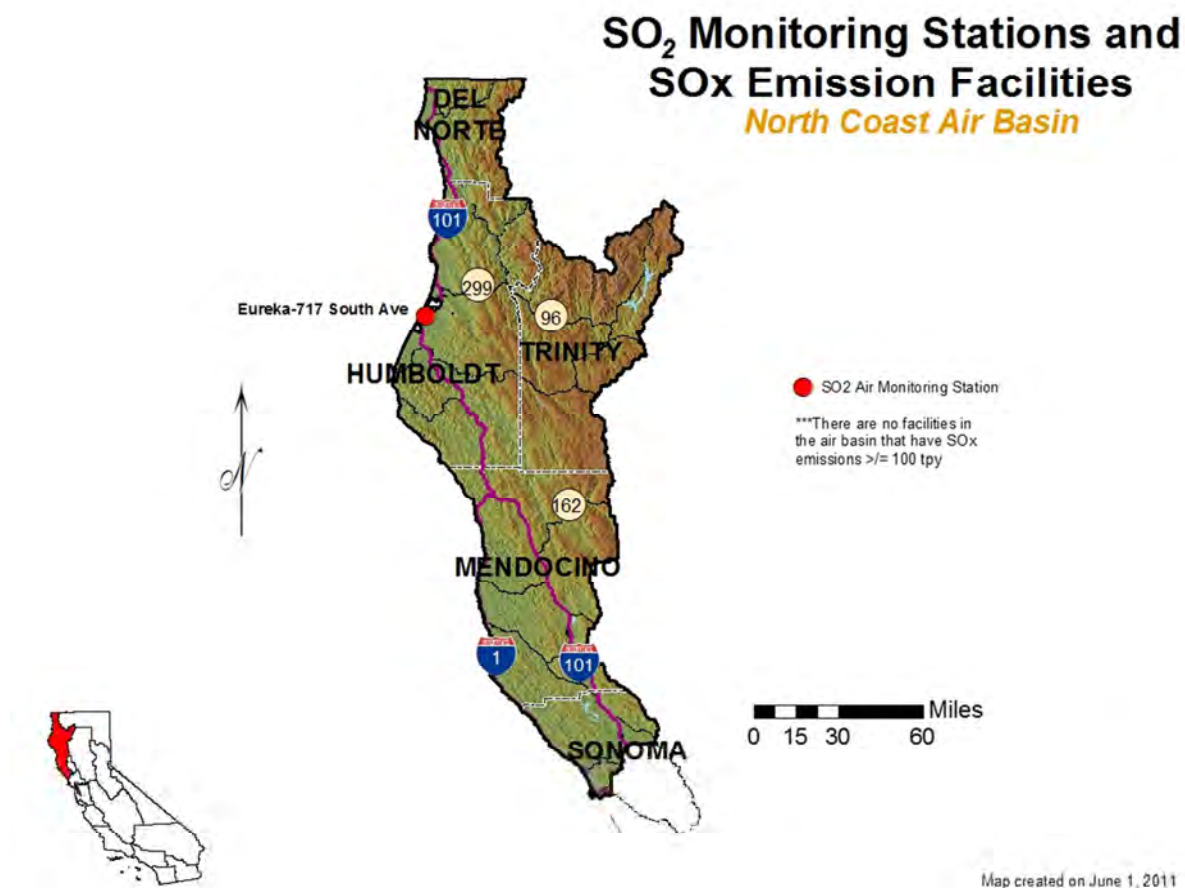 SO2 Monitoring Stations and
SOx Emission Facilities
North Coast Air Basin
DEL
NORTE
101
299
Eureka-717 South Ave
96
TRINITY
HUMBOLDT
SO2 Air Monitoring Station
***There are no facilities in
the air basin that have SOx
emissions >/= 100 tpy
N
162
MENDOCINO
1
101
Miles
0 15 30 60
SONOMA
Map created on June 1, 2011